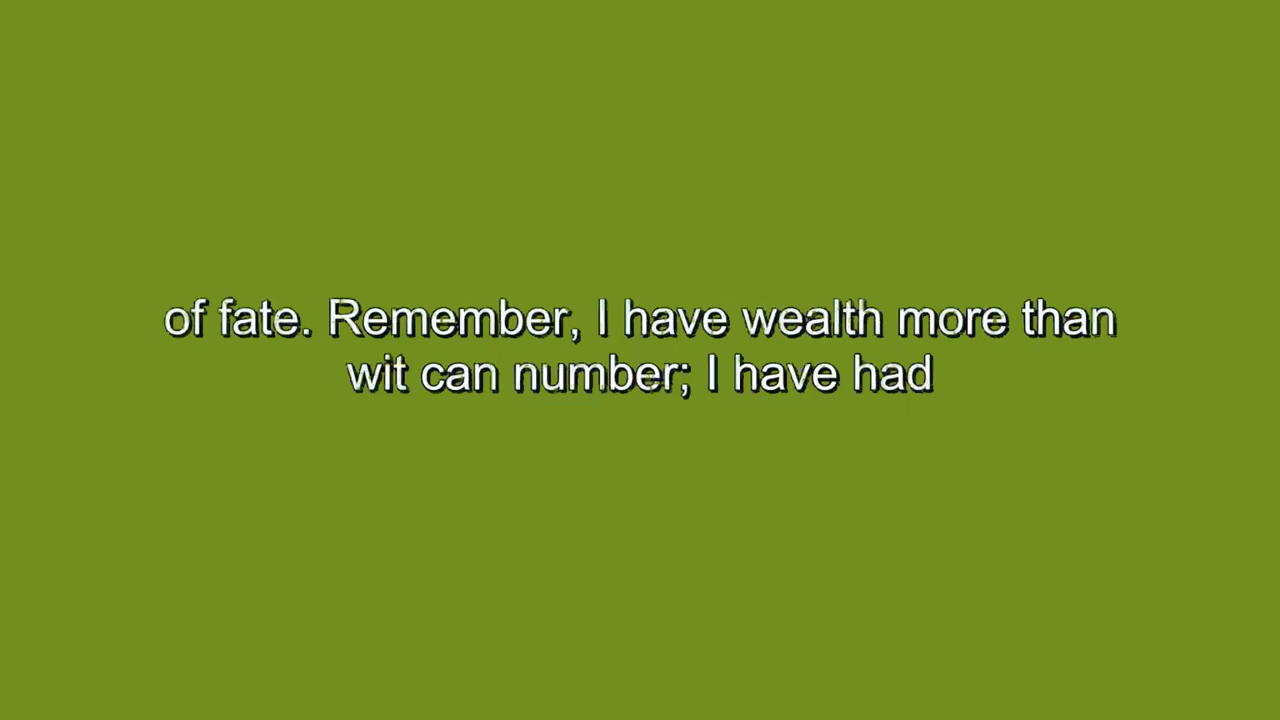 of fate. Remember, I have wealth more than
wit can number; I have had